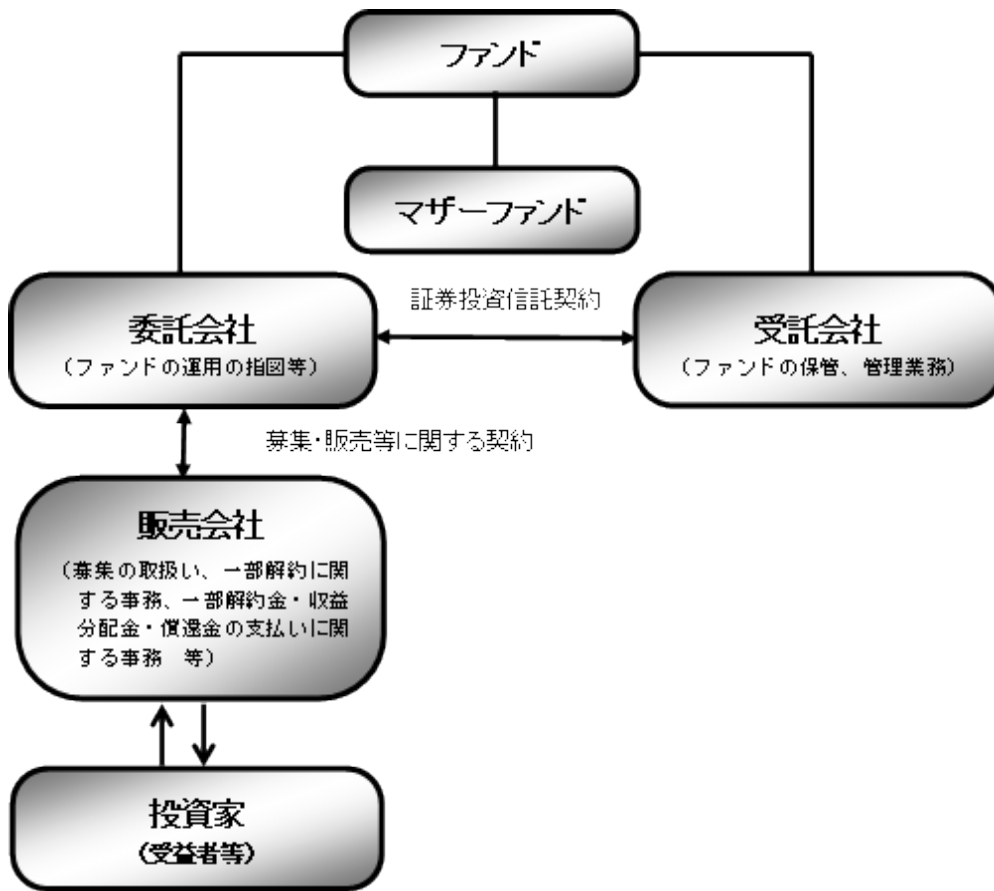 ファンド
マザーファンド
証券投資信託契約
委託会社
（ファンドの運用の指図等）
受託会社
（ファンドの保管、管理業務）
募集・販売等に関する契約
販売会社
（募集の取扱い、一部解約に関
する事務、一部解約金・収益
分配金・償還金の支払いに関
する事務　等）
投資家
（受益者等）